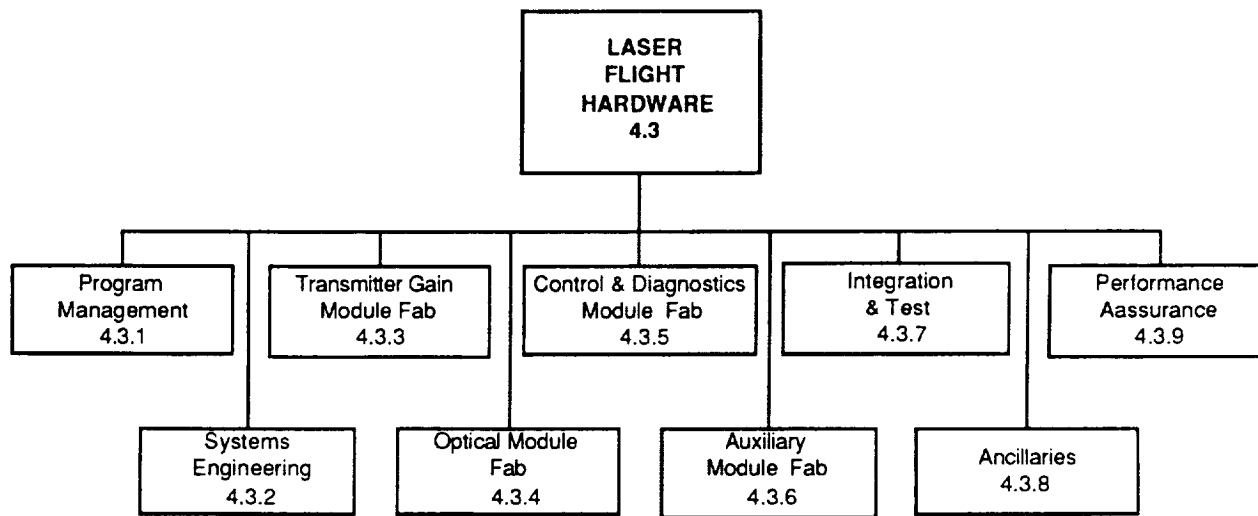 LASER
FLIGHT
HARDWARE
4.3
Program
Management
4.3.1
Transmitter Gain
Module Fab
4.3.3
Control & Diagnostics
Module Fab
4.3.5
Integration
& Test
4.3.7
Performance
Aassurance
4.3.9
Systems
Engineering
4.3.2
Optical Module
Fab
4.3.4
Auxiliary
Module Fab
4.3.6
Ancillaries
4.3.8